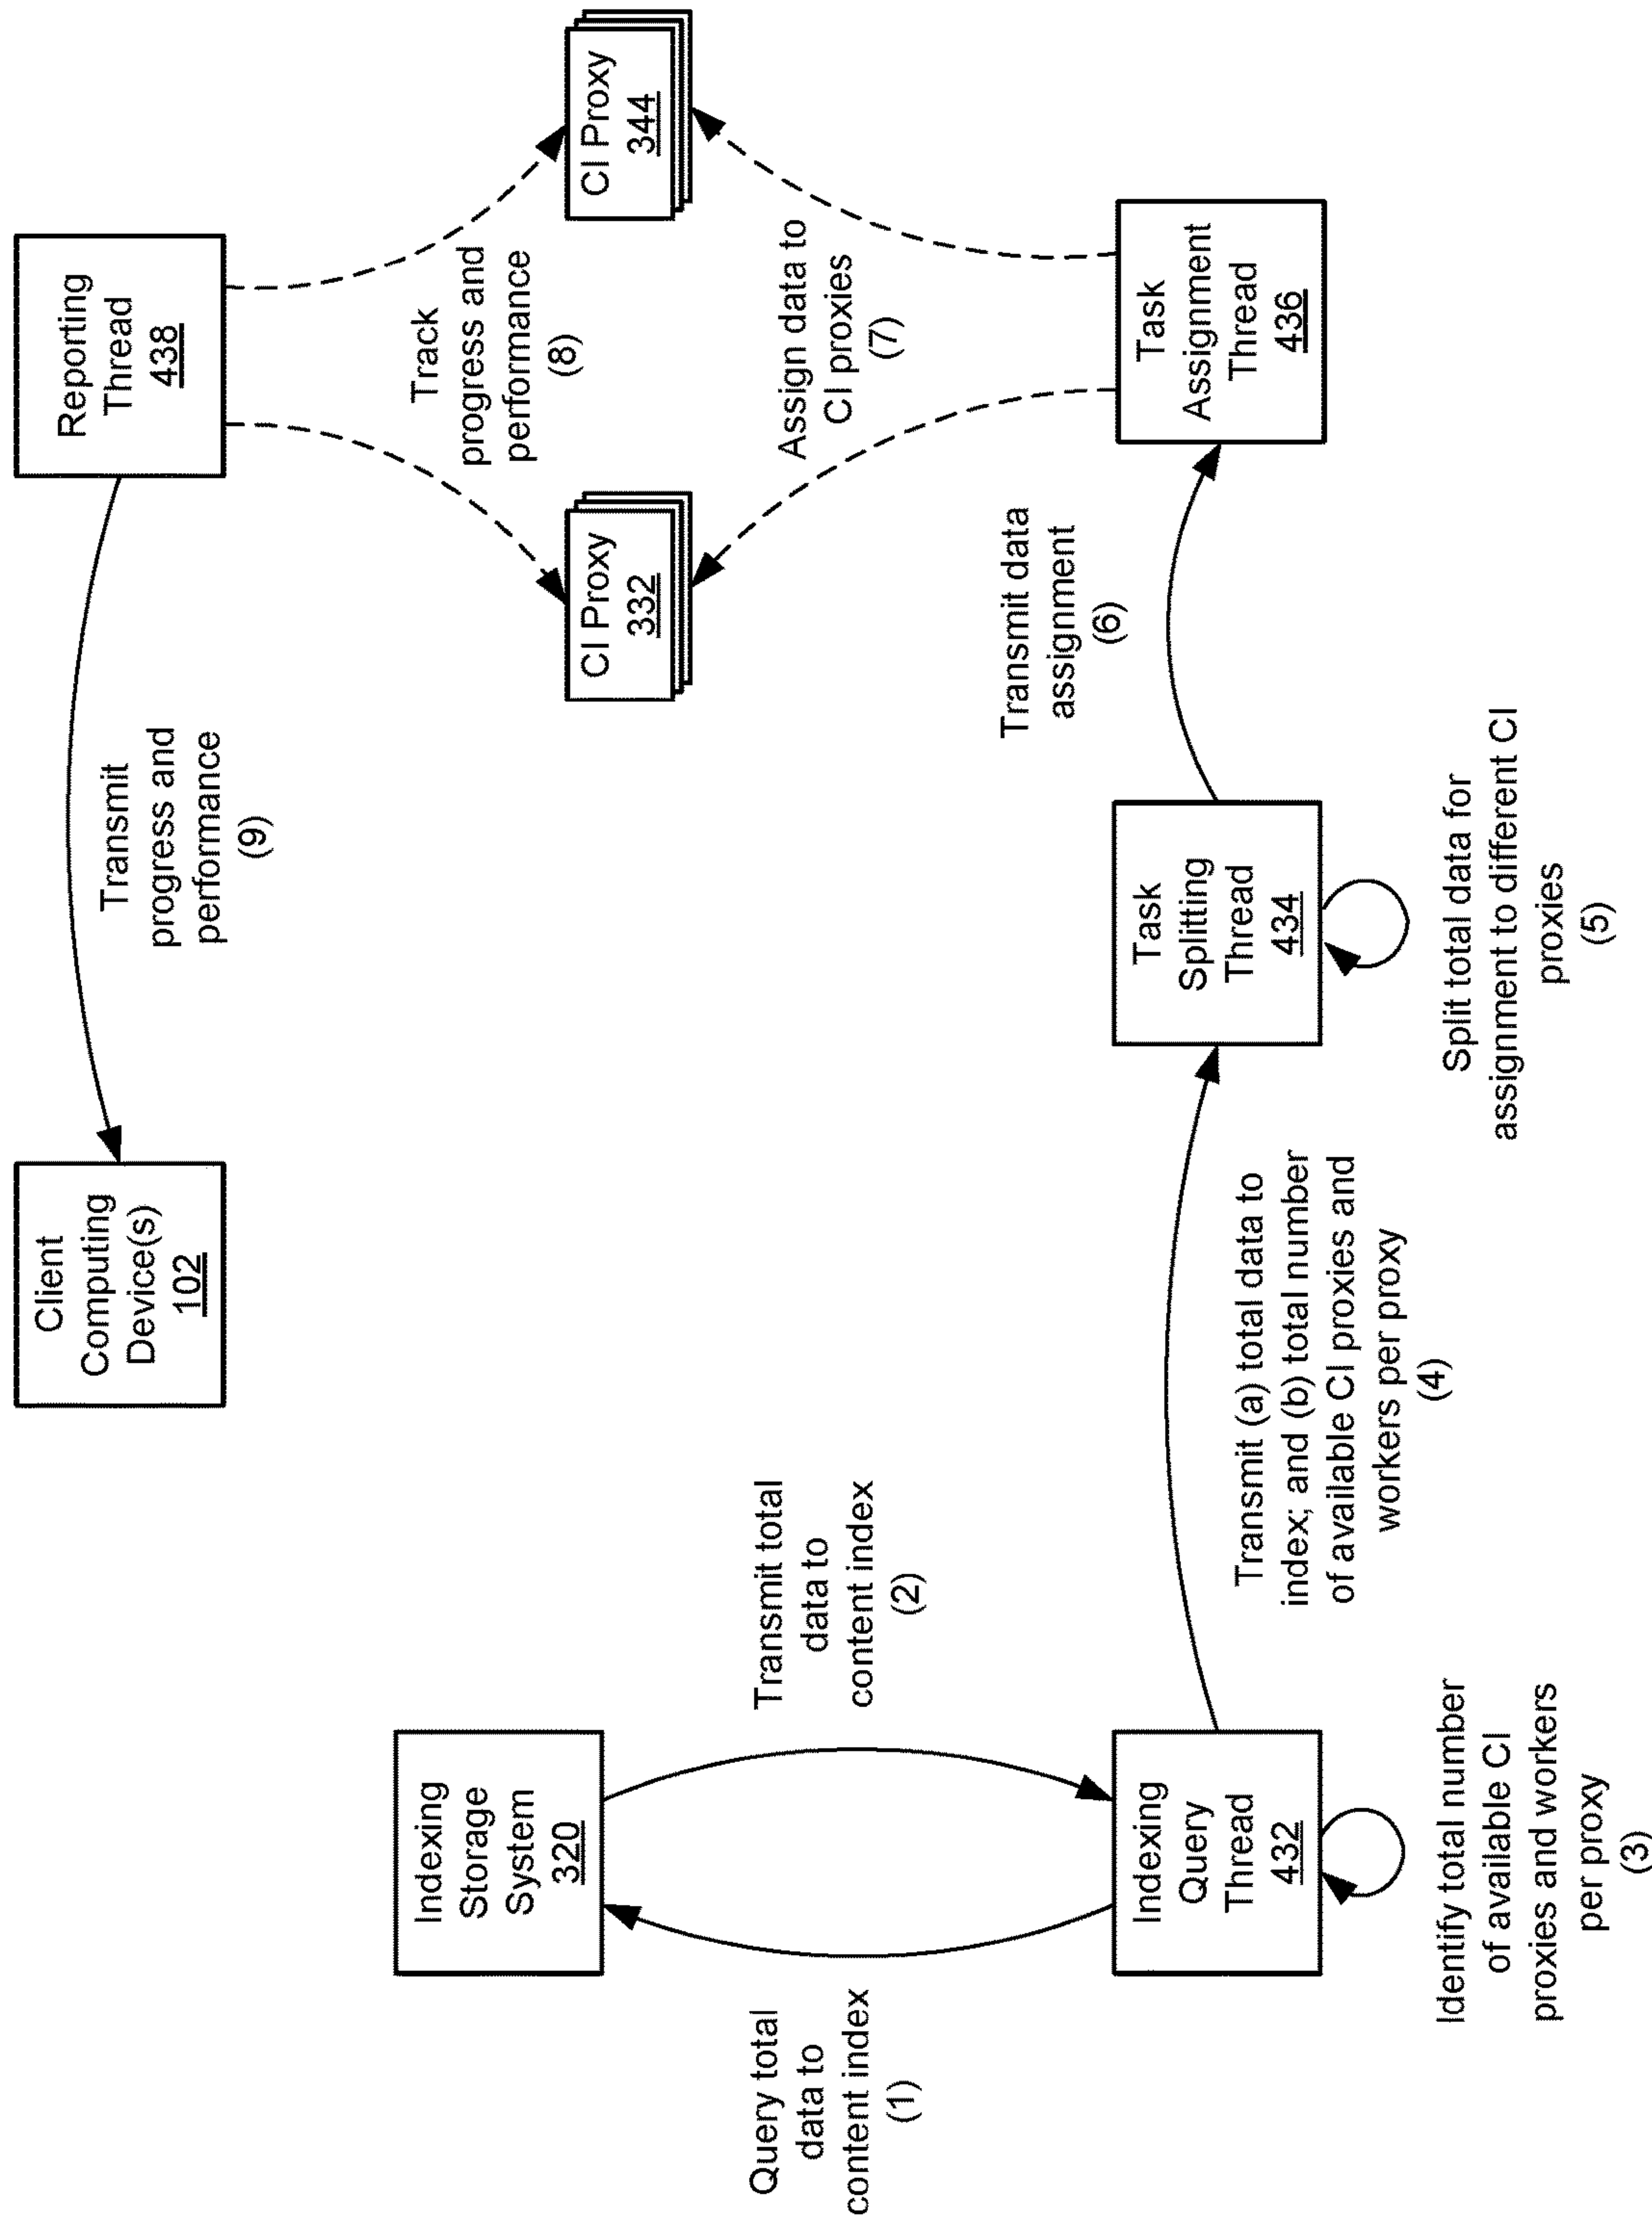 Client
Computing
Device(s)
102
Transmit
progress and
performance
(9)
Reporting
Thread
438
Indexing
Storage
System
320
Track
progress and
performance
(8)
CI Proxy
332
CI Proxy
344
Query total
data to
content index
(1)
Transmit total
data to
content index
(2)
Assign data to
CI proxies
(7)
Transmit data
assignment
(6)
Indexing
Query
Thread
432
Task
Splitting
Thread
434
Task
Assignment
Thread
436
Transmit (a) total data to
index; and (b) total number
of available CI proxies and
workers per proxy
(4)
Identify total number
of available CI
proxies and workers
per proxy
(3)
Split total data for
assignment to different CI
proxies
(5)